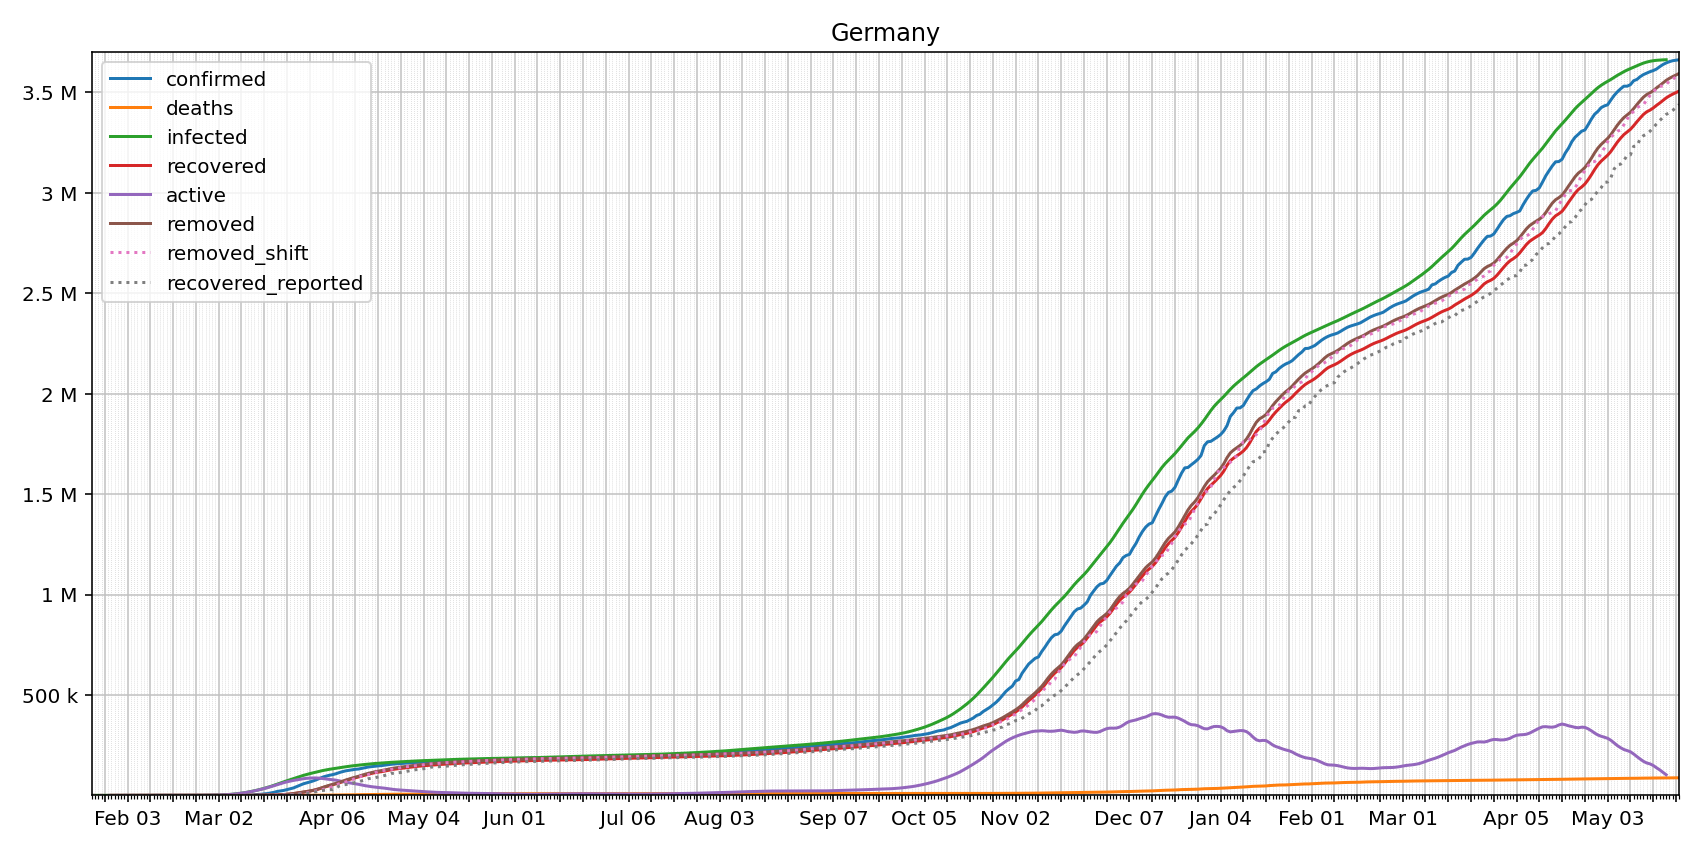 Germany
confirmed
deaths
infected
recovered
active
removed
removed_shift
recovered_reported
3.5 M
3 M
2.5 M
2 M
1.5 M
1 M
500 k
Feb 03 Mar 02 Apr 06 May 04 Jun 01 Jul 06 Aug 03 Sep 07 Oct 05 Nov 02 Dec 07 Jan 04 Feb 01 Mar 01 Apr 05 May 03